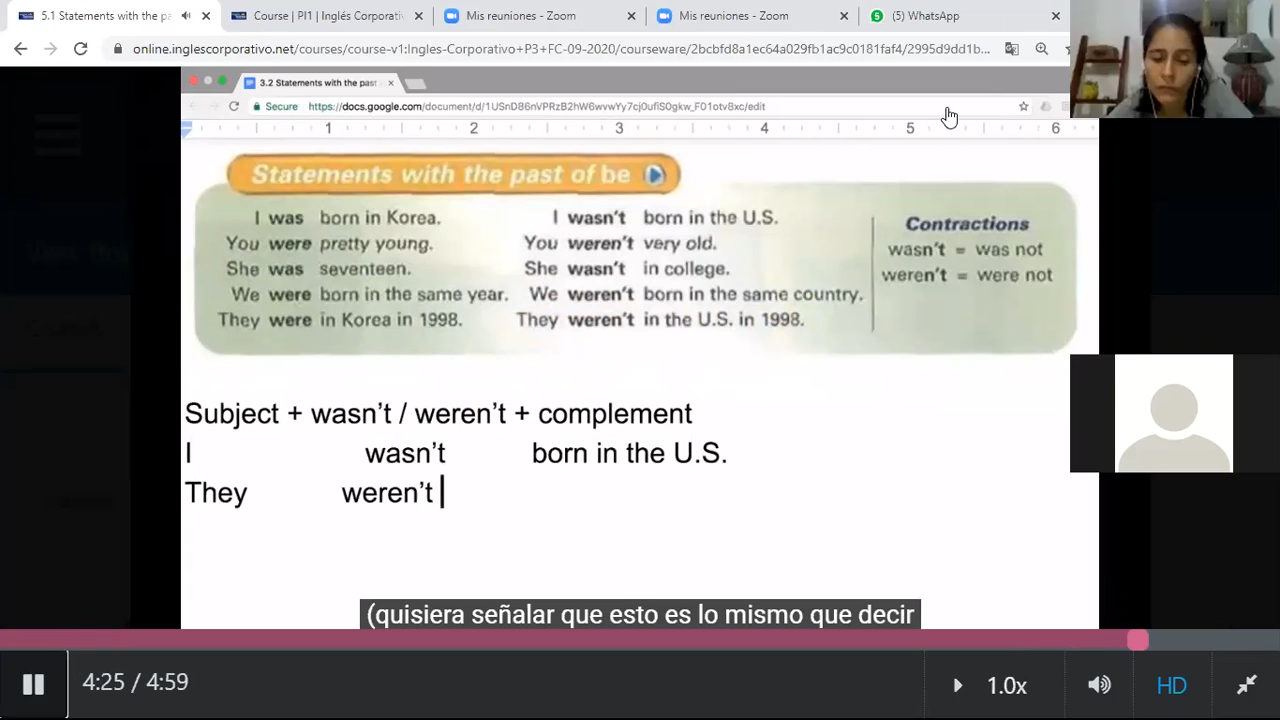 5.1 Statements with the pa
Course | PI1 | Inglés Corporativ
Mis reuniones - Zoom
Mis reuniones - Zoom
(5) WhatsApp
online.inglescorporativo.net/courses/course-v1:Ingles-Corporativo+P3+FC-09-2020/courseware/2bcbfd8a1ec64a029fb1ac9c0181faf4/2995d9dd1b...
3.2 Statements with the past
Secure https://docs.google.com/document/d/1USnD86nVPRzB2hW6wvwYy7cj0ufiS0gkw_F01otv8xc/edit
1 2 3 4 5 6
Statements with the past of be
I was born in Korea. I wasn't born in the U.S. Contractions
You were pretty young. You weren't very old. wasn't = was not
She was seventeen. She wasn't in college. weren't = were not
We were born in the same year. We weren't born in the same country.
They were in Korea in 1998. They weren't in the U.S. in 1998.
Subject + wasn't / weren't + complement
I wasn't born in the U.S.
They weren't
(quisiera señalar que esto es lo mismo que decir
4:25 / 4:59
1.0x
HD